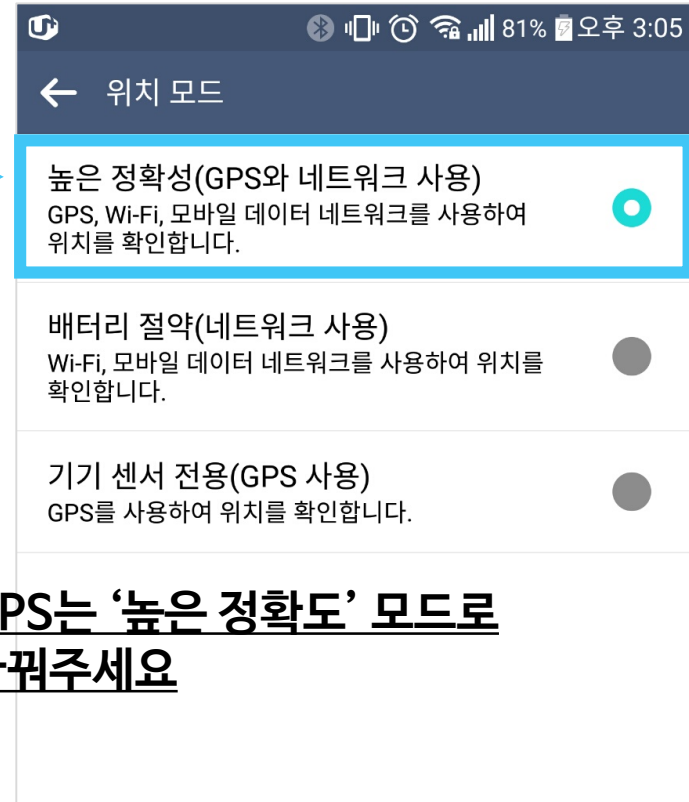 81% 오후 3:05
위치 모드
높은 정확성(GPS와 네트워크 사용)
GPS, Wi-Fi, 모바일 데이터 네트워크를 사용하여
위치를 확인합니다.
배터리 절약(네트워크 사용)
Wi-Fi, 모바일 데이터 네트워크를 사용하여 위치를
확인합니다.
기기 센서 전용(GPS 사용)
GPS를 사용하여 위치를 확인합니다.
PS는 ‘높은 정확도’ 모드로
꿔주세요